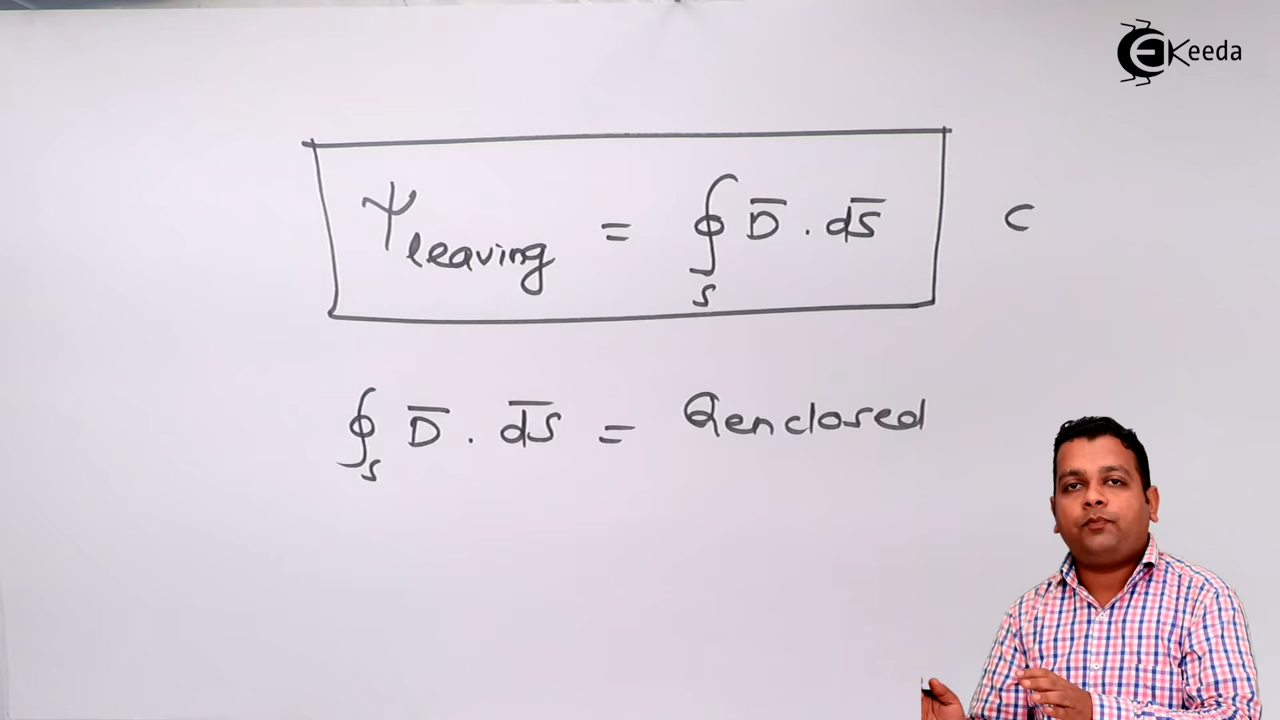 EKeeda
Ψleaving = ∮s D̅ . dS̅ C
∮s D̅ . dS̅ = Qenclosed